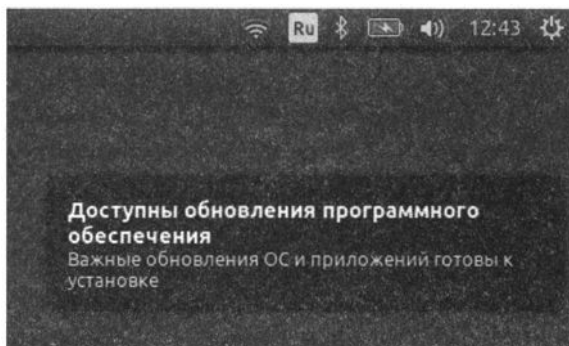 Ru 12:43
Доступны обновления программного
обеспечения
Важные обновления ОС и приложений готовы к
установке